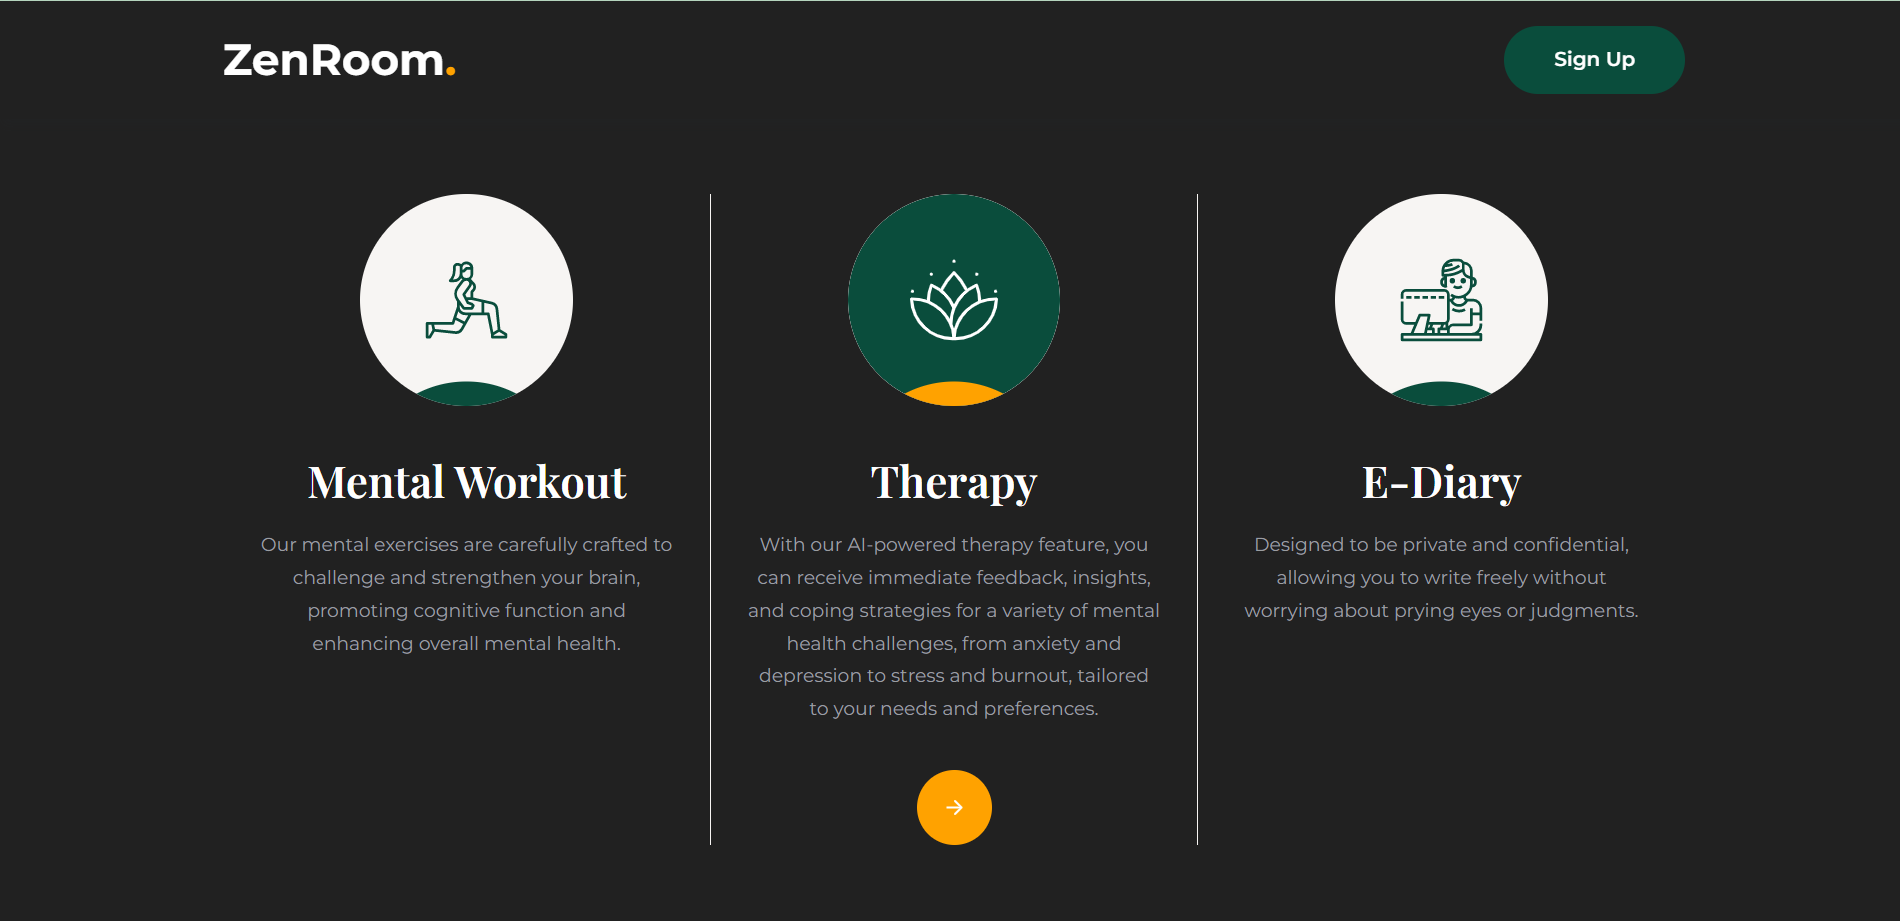 ZenRoom.
Sign Up
Mental Workout
Our mental exercises are carefully crafted to
challenge and strengthen your brain,
promoting cognitive function and
enhancing overall mental health.
Therapy
With our AI-powered therapy feature, you
can receive immediate feedback, insights,
and coping strategies for a variety of mental
health challenges, from anxiety and
depression to stress and burnout, tailored
to your needs and preferences.
E-Diary
Designed to be private and confidential,
allowing you to write freely without
worrying about prying eyes or judgments.